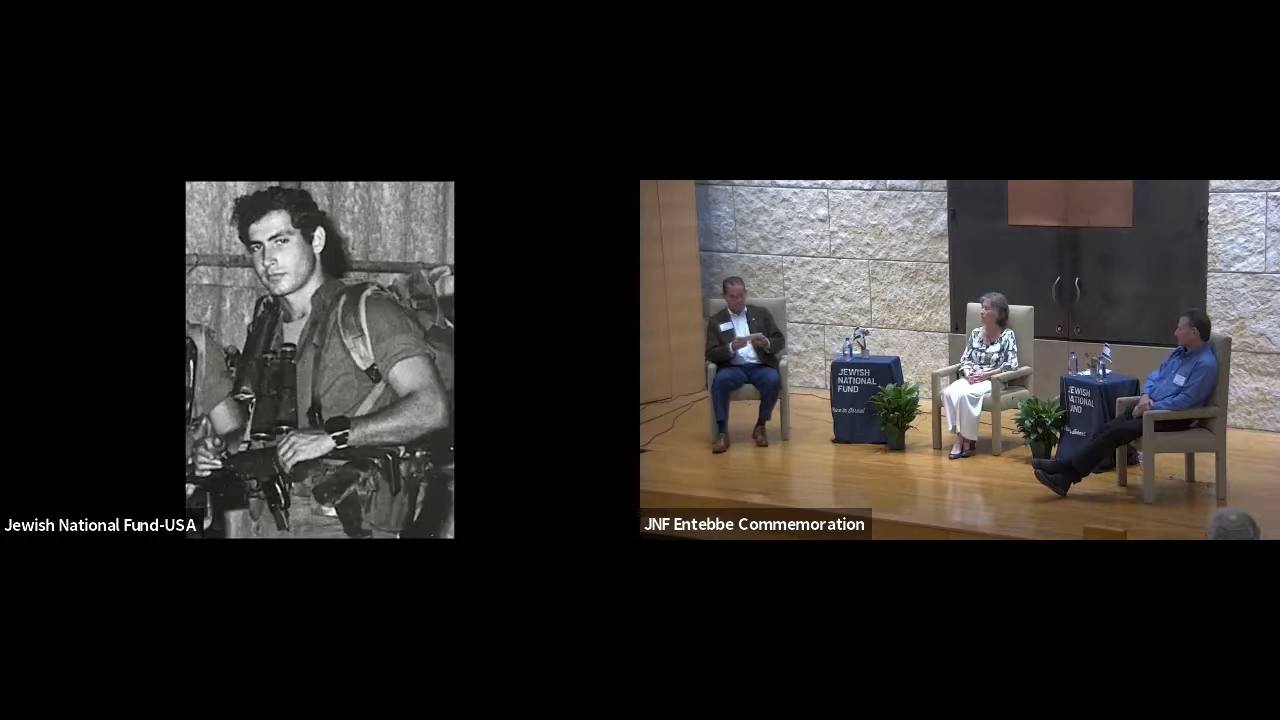 Jewish National Fund-USA
JNF Entebbe Commemoration
JEWISH
NATIONAL
FUND
JEWISH
NATIONAL
FUND